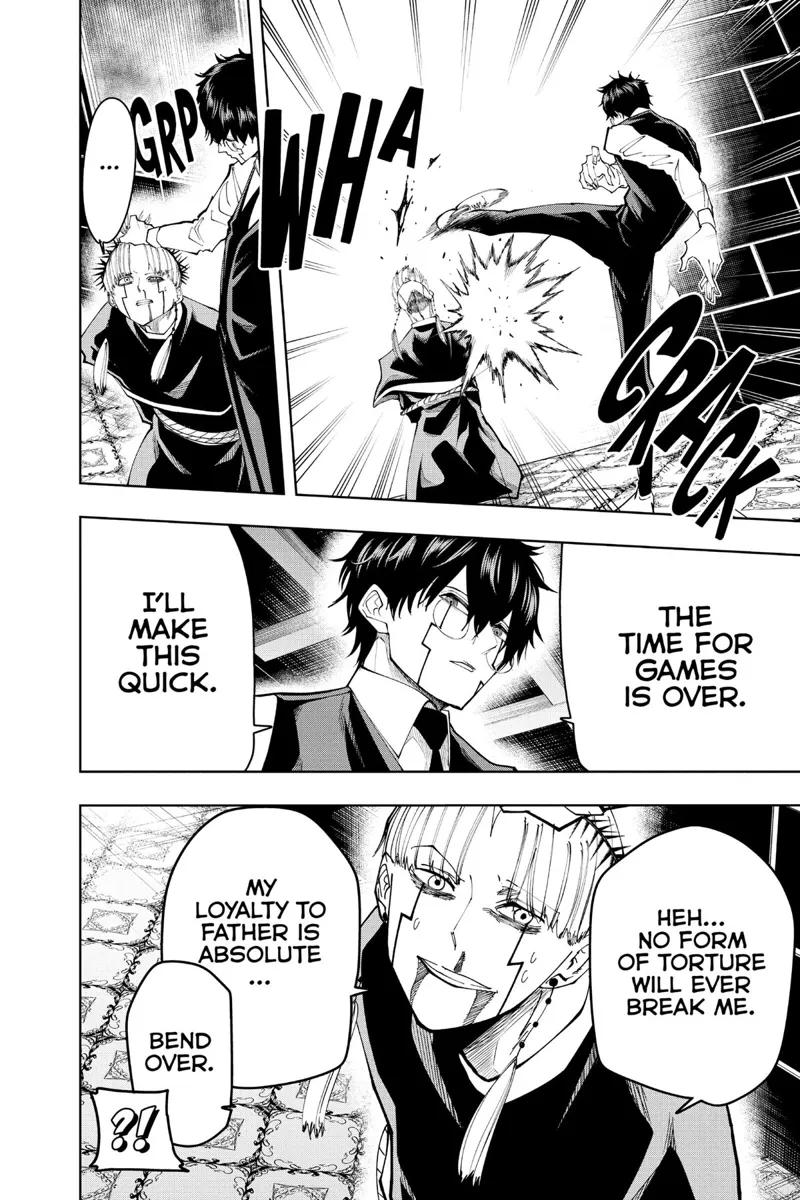 WHA
CRACK
GRP
...
THE
TIME FOR
GAMES
IS OVER.
I'LL
MAKE
THIS
QUICK.
HEH...
NO FORM
OF TORTURE
WILL EVER
BREAK ME.
MY
LOYALTY TO
FATHER IS
ABSOLUTE
...
BEND
OVER.
?!